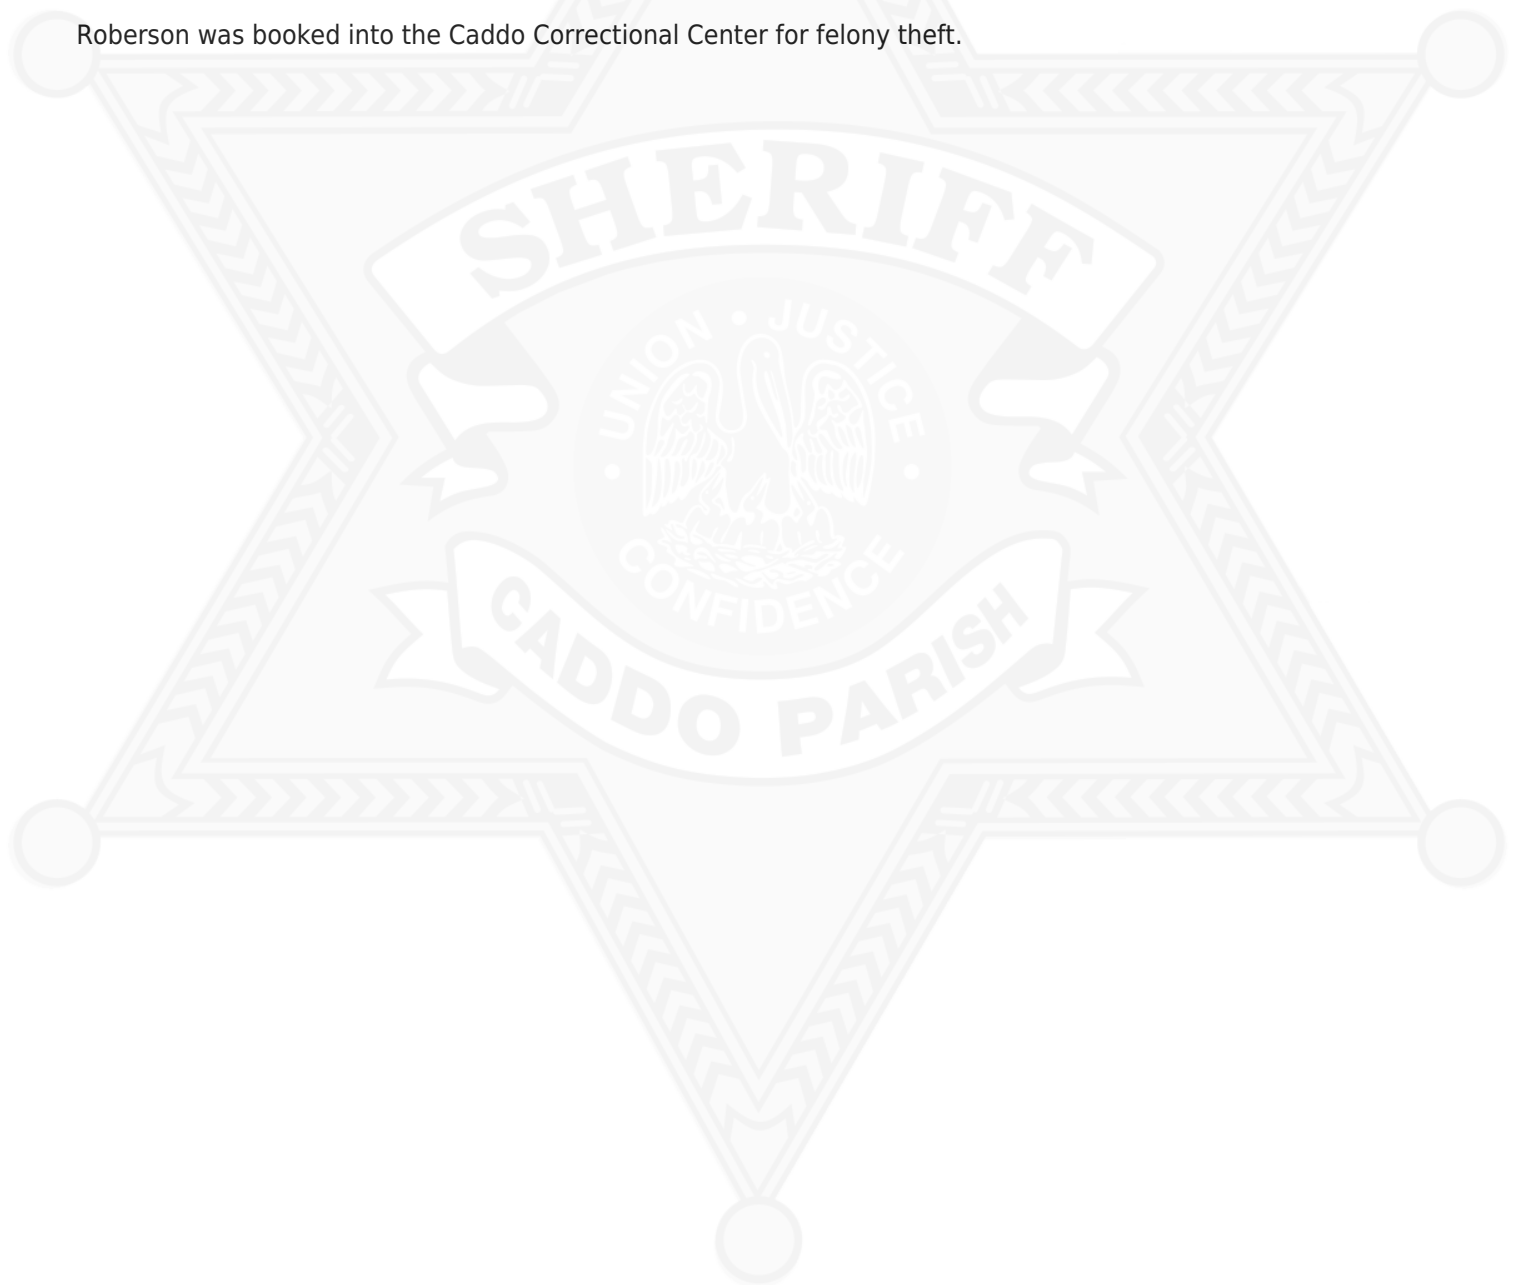 Roberson was booked into the Caddo Correctional Center for felony theft.
SHERIFF
UNION • JUSTICE
• CONFIDENCE •
CADDO PARISH